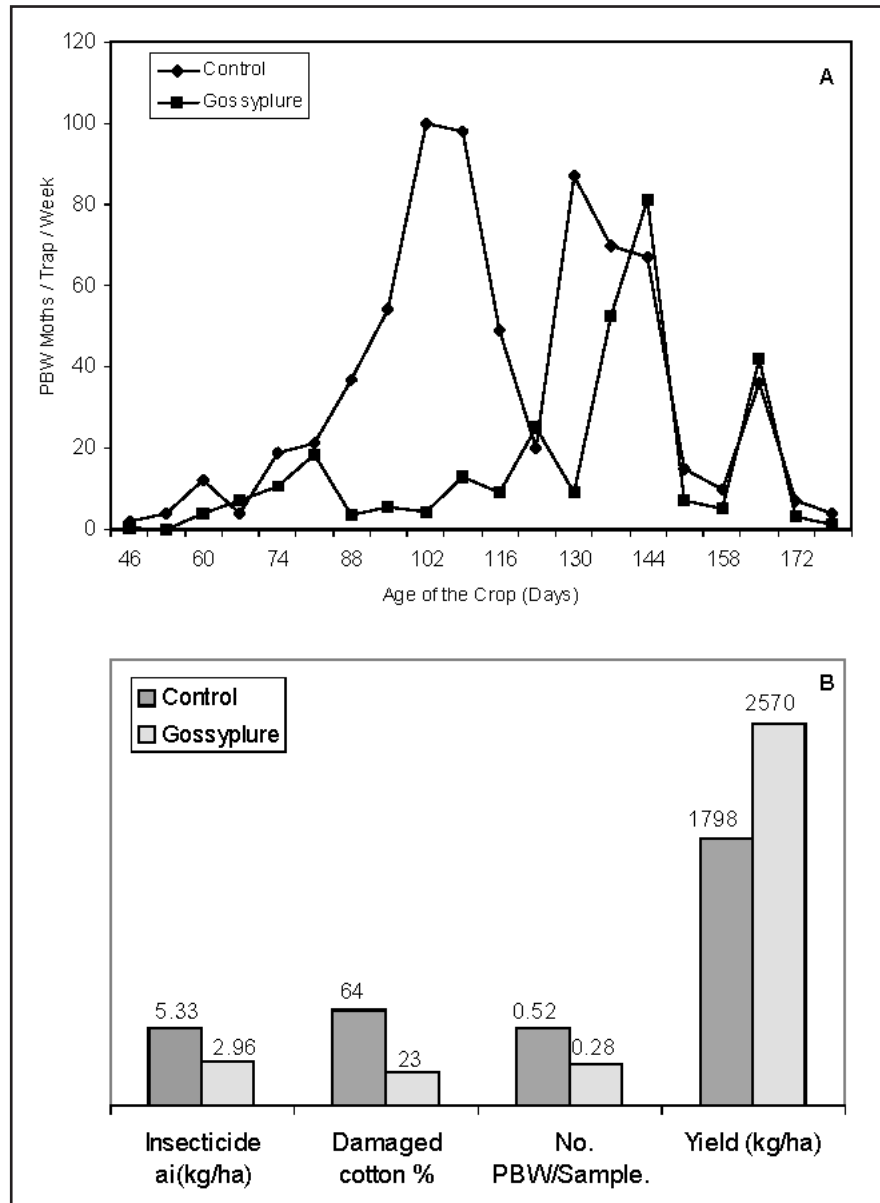 120
100
80
60
40
20
0
PBW Moths / Trap / Week
Control
Gossyplure
A
46 60 74 88 102 116 130 144 158 172
Age of the Crop (Days)
Control
Gossyplure
B
5.33
2.96
64
23
0.52
0.28
1798
2570
Insecticide
ai(kg/ha)
Damaged
cotton %
No.
PBW/Sample.
Yield (kg/ha)